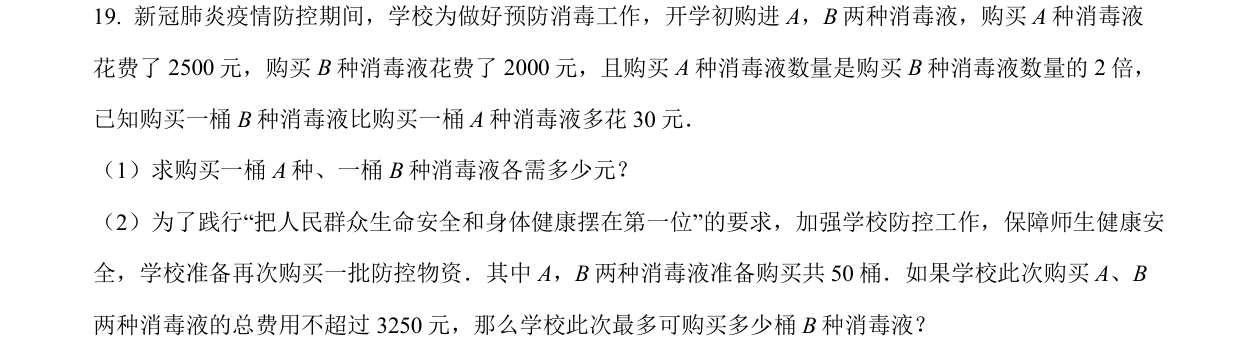 19. 新冠肺炎疫情防控期间，学校为做好预防消毒工作，开学初购进 A，B 两种消毒液，购买 A 种消毒液
花费了 2500 元，购买 B 种消毒液花费了 2000 元，且购买 A 种消毒液数量是购买 B 种消毒液数量的 2 倍，
已知购买一桶 B 种消毒液比购买一桶 A 种消毒液多花 30 元．
（1）求购买一桶 A 种、一桶 B 种消毒液各需多少元？
（2）为了践行“把人民群众生命安全和身体健康摆在第一位”的要求，加强学校防控工作，保障师生健康安
全，学校准备再次购买一批防控物资．其中 A，B 两种消毒液准备购买共 50 桶．如果学校此次购买 A、B
两种消毒液的总费用不超过 3250 元，那么学校此次最多可购买多少桶 B 种消毒液？